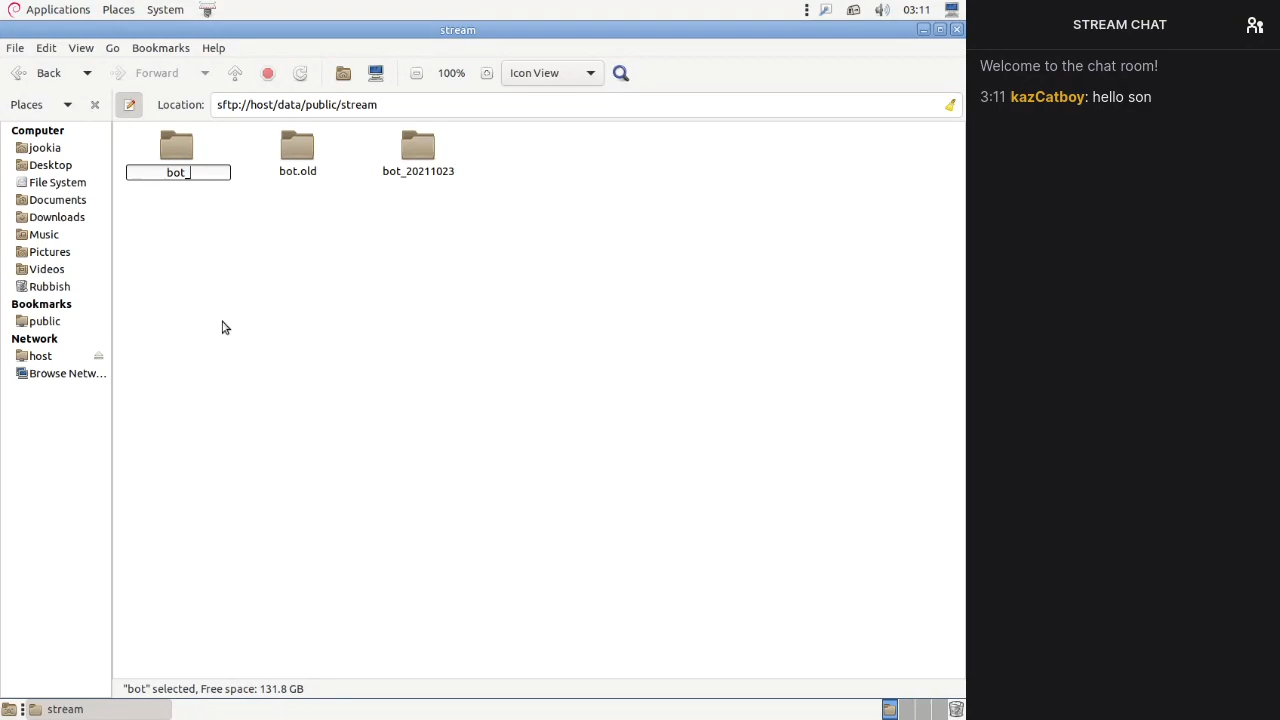 Applications Places System 03:11
stream
File Edit View Go Bookmarks Help
Back Forward 100% Icon View
Places Location: sftp://host/data/public/stream
Computer
jookia
Desktop
File System
Documents
Downloads
Music
Pictures
Videos
Rubbish
Bookmarks
public
Network
host
Browse Netw...
bot_ bot.old bot_20211023
"bot" selected, Free space: 131.8 GB
stream
STREAM CHAT
Welcome to the chat room!
3:11 kazCatboy: hello son